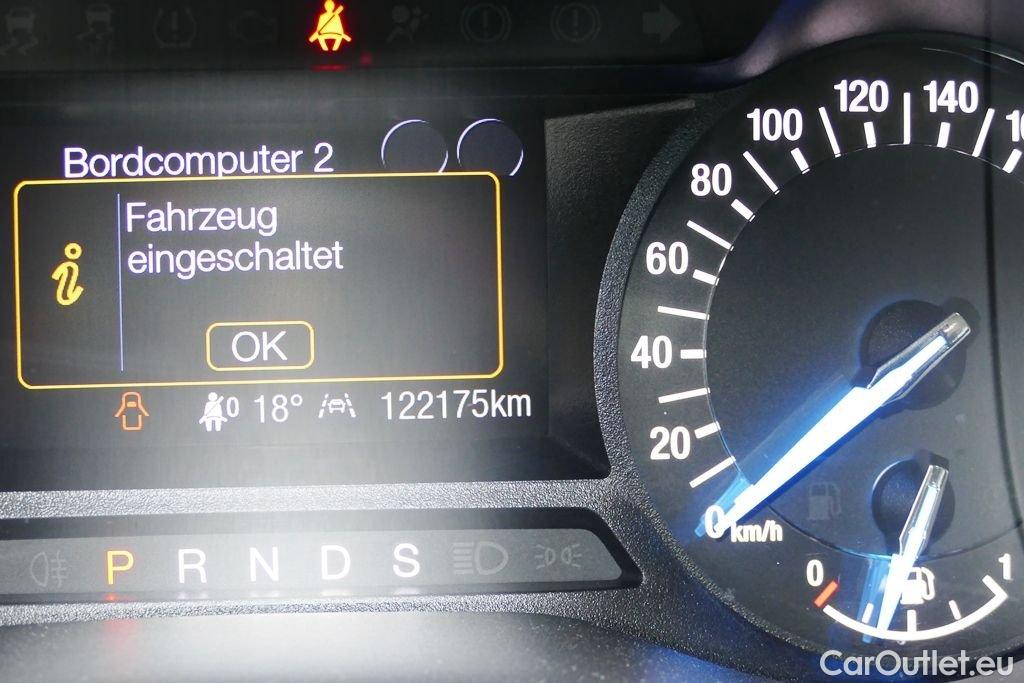 Bordcomputer 2
Fahrzeug
eingeschaltet
OK
0 18° 122175km
P R N D S
0 20 40 60 80 100 120 140
km/h
0 1
CarOutlet.eu